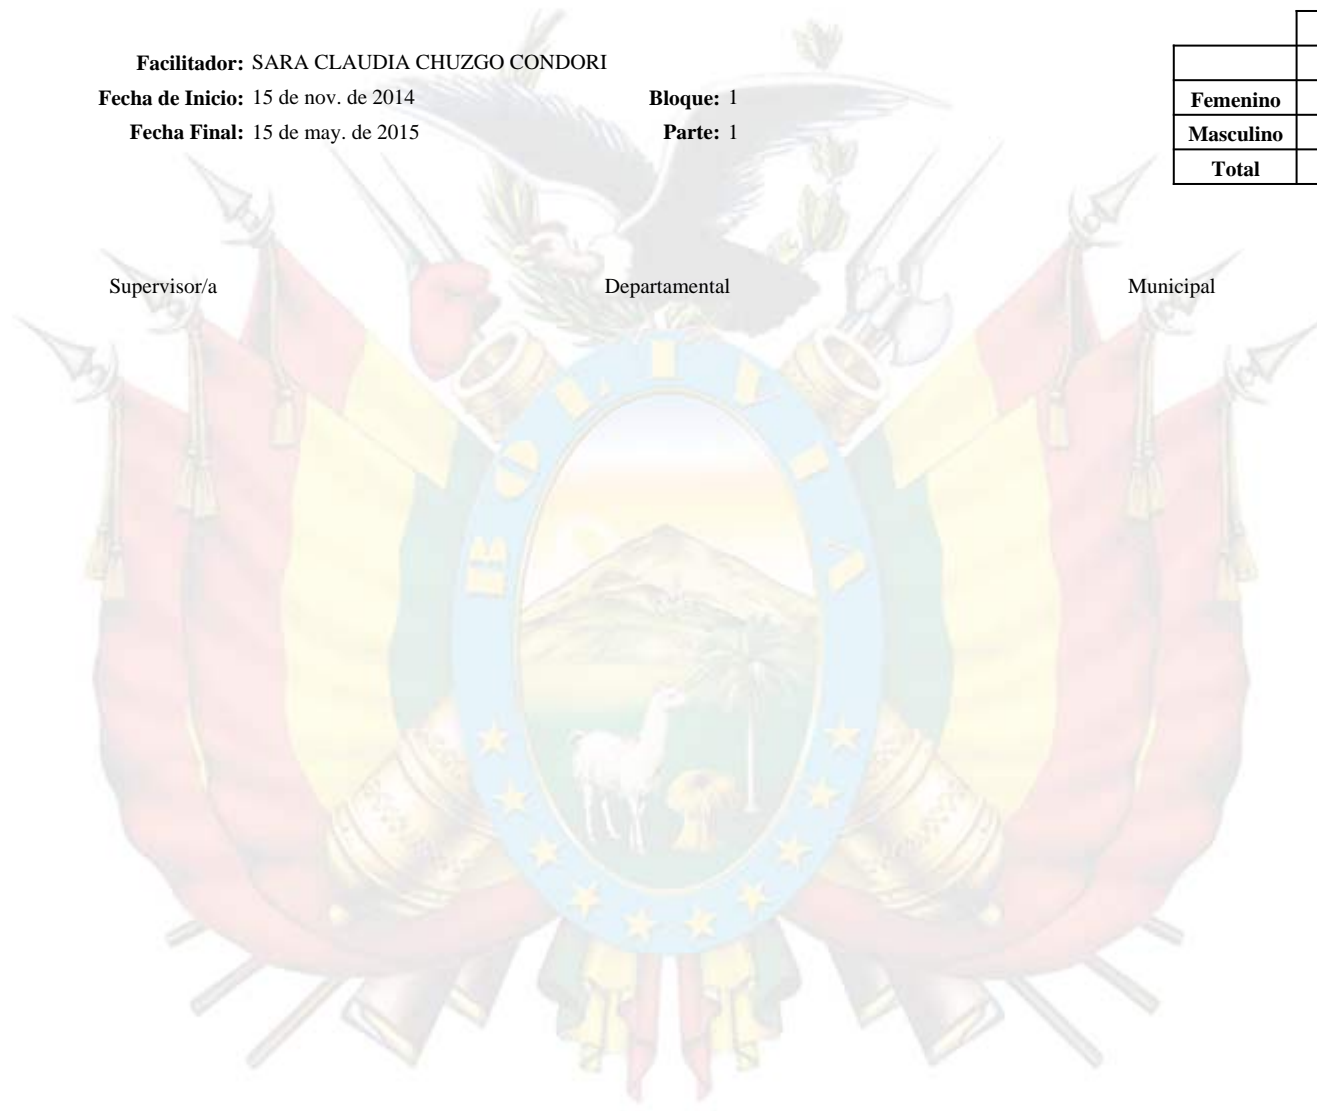 Facilitador: SARA CLAUDIA CHUZGO CONDORI
Fecha de Inicio: 15 de nov. de 2014 Bloque: 1
Fecha Final: 15 de may. de 2015 Parte: 1
Femenino
Masculino
Total
Supervisor/a Departamental Municipal
BOLIVIA